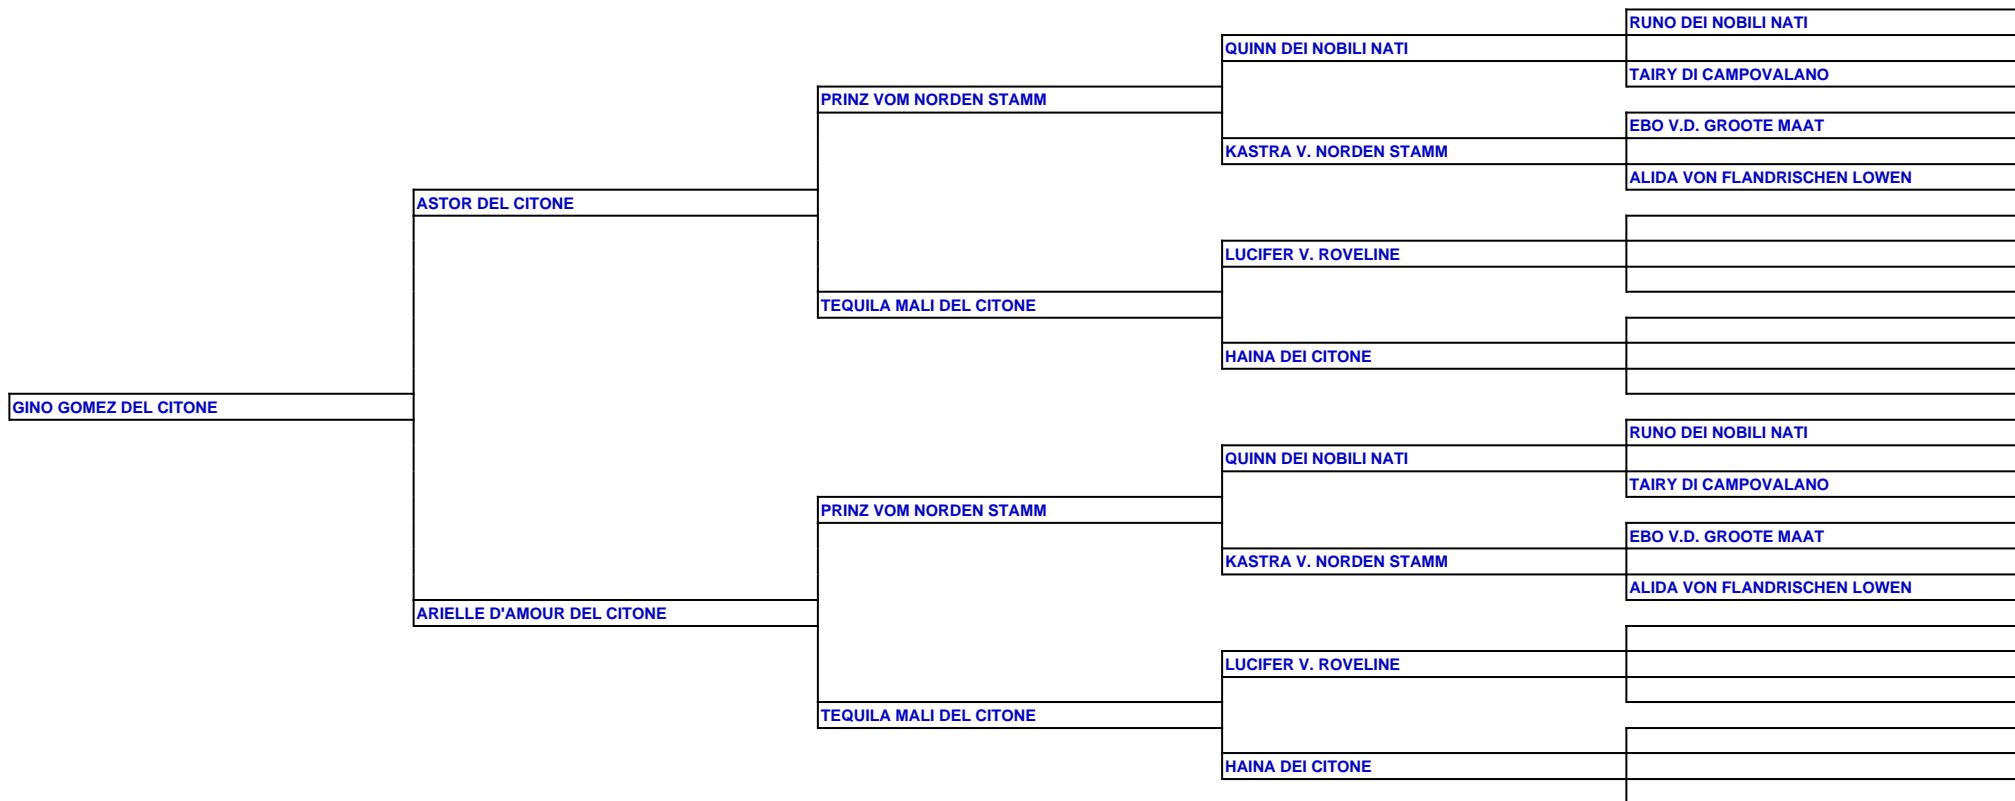 RUNO DEI NOBILI NATI
QUINN DEI NOBILI NATI
TAIRY DI CAMPOVALANO
PRINZ VOM NORDEN STAMM
EBO V.D. GROOTE MAAT
KASTRA V. NORDEN STAMM
ALIDA VON FLANDRISCHEN LOWEN
ASTOR DEL CITONE
LUCIFER V. ROVELINE
TEQUILA MALI DEL CITONE
HAINA DEI CITONE
GINO GOMEZ DEL CITONE
RUNO DEI NOBILI NATI
QUINN DEI NOBILI NATI
TAIRY DI CAMPOVALANO
PRINZ VOM NORDEN STAMM
EBO V.D. GROOTE MAAT
KASTRA V. NORDEN STAMM
ALIDA VON FLANDRISCHEN LOWEN
ARIELLE D'AMOUR DEL CITONE
LUCIFER V. ROVELINE
TEQUILA MALI DEL CITONE
HAINA DEI CITONE